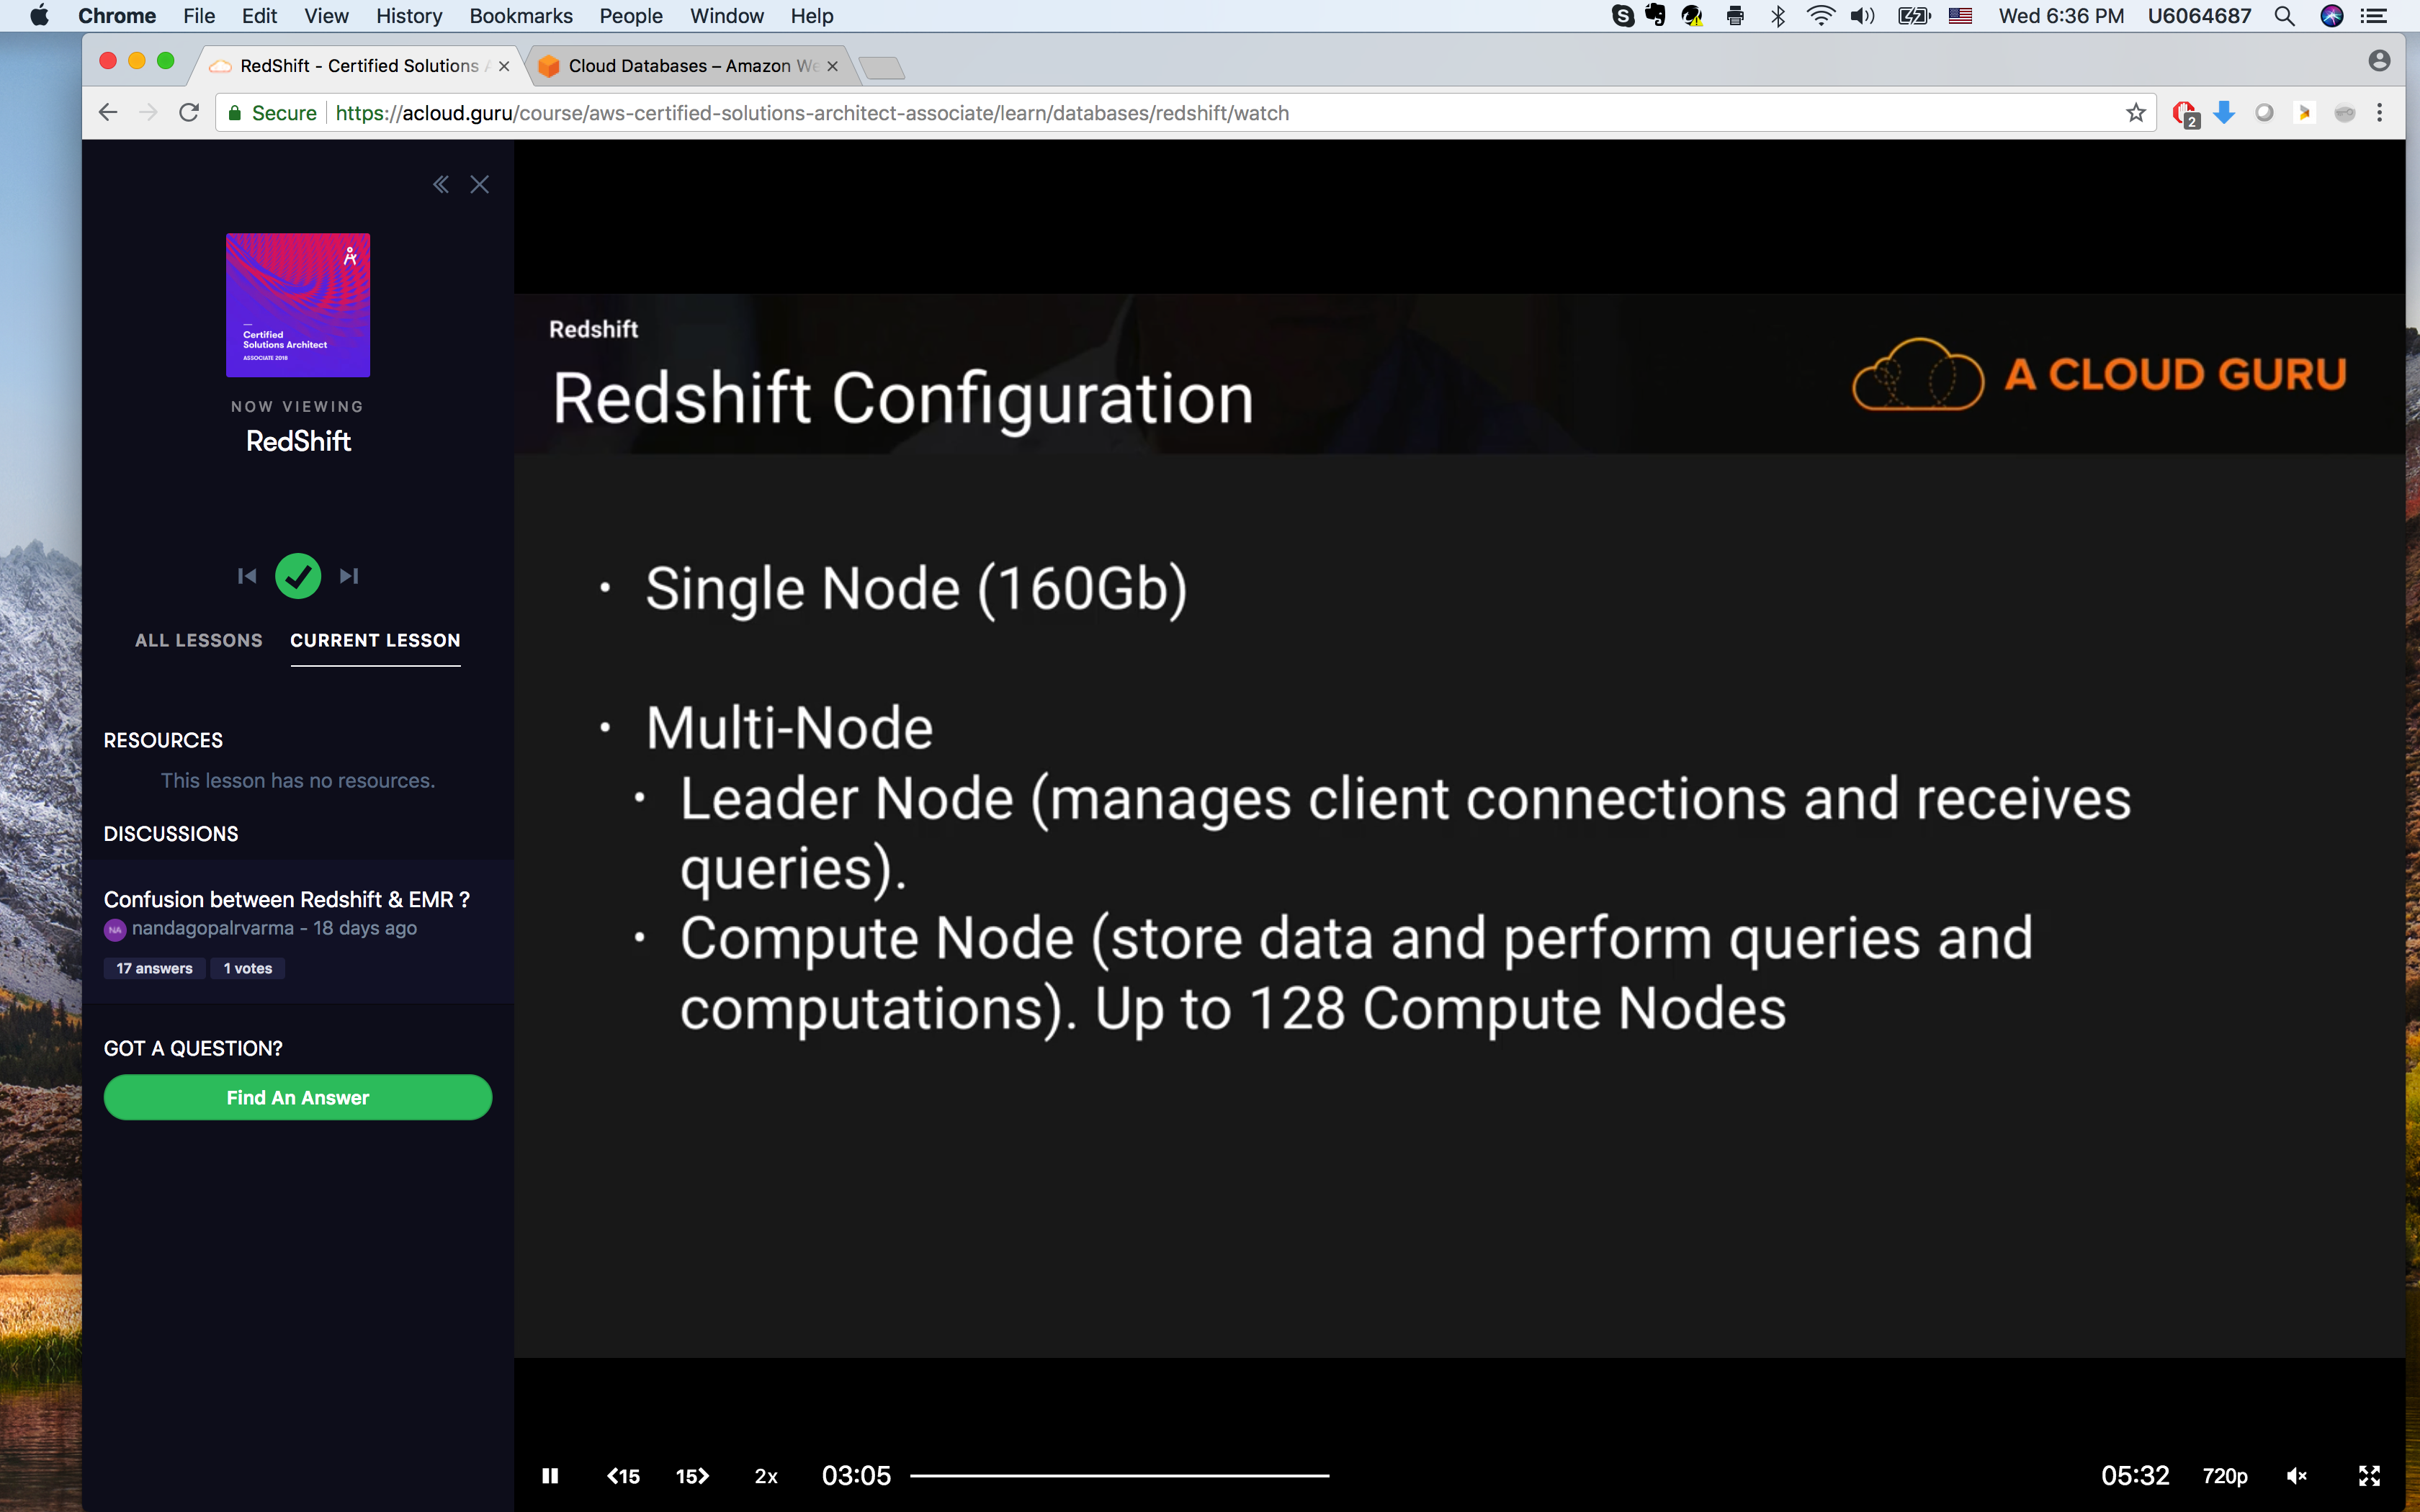 Chrome File Edit View History Bookmarks People Window Help Wed 6:36 PM U6064687
RedShift - Certified Solutions A Cloud Databases – Amazon We
Secure https://acloud.guru/course/aws-certified-solutions-architect-associate/learn/databases/redshift/watch
2
Certified
Solutions Architect
ASSOCIATE 2018
NOW VIEWING
RedShift
ALL LESSONS CURRENT LESSON
RESOURCES
This lesson has no resources.
DISCUSSIONS
Confusion between Redshift & EMR ?
NA nandagopalrvarma - 18 days ago
17 answers 1 votes
GOT A QUESTION?
Find An Answer
Redshift
Redshift Configuration
A CLOUD GURU
• Single Node (160Gb)
• Multi-Node
• Leader Node (manages client connections and receives
queries).
• Compute Node (store data and perform queries and
computations). Up to 128 Compute Nodes
15 15 2x 03:05 05:32 720p